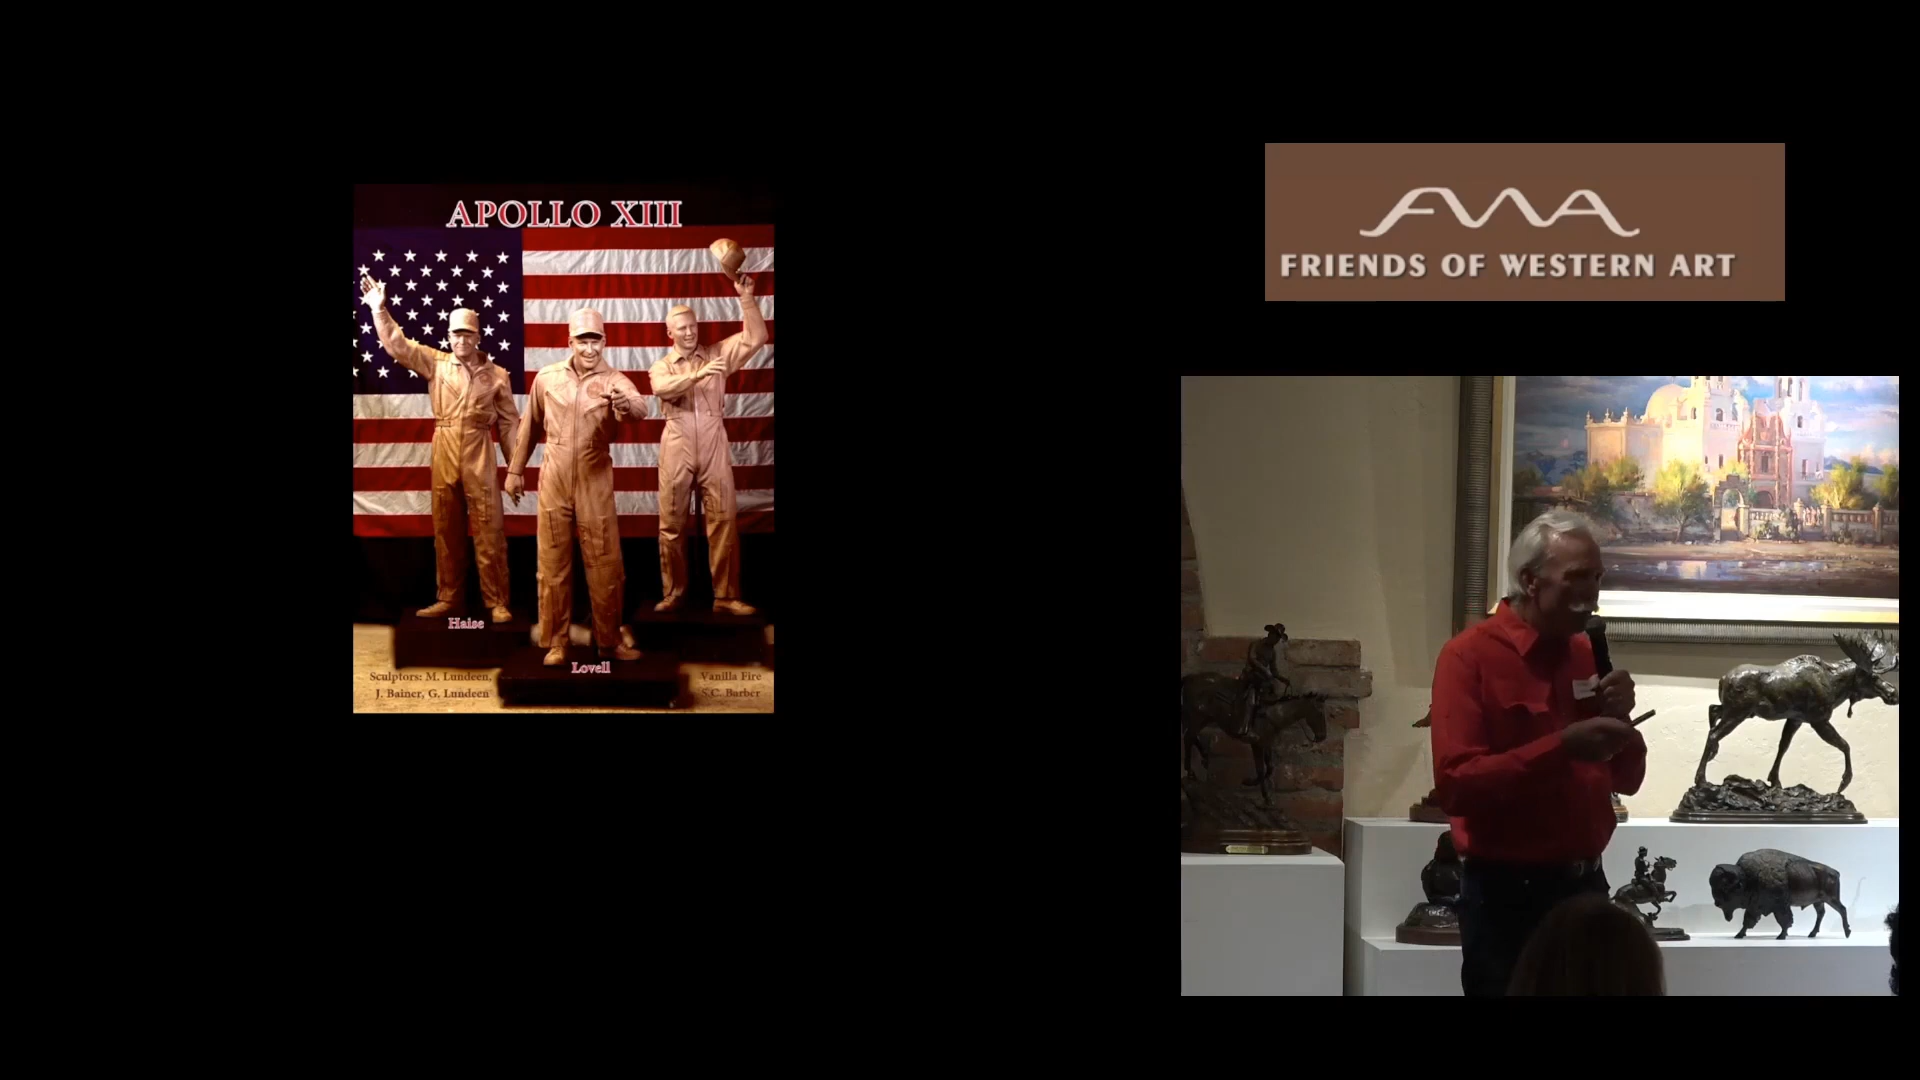 APOLLO XIII
Haise
Lovell
Sculptors: M. Lundeen,
J. Bainer, G. Lundeen
Vanilla Fire
S.C. Barber
FWA
FRIENDS OF WESTERN ART